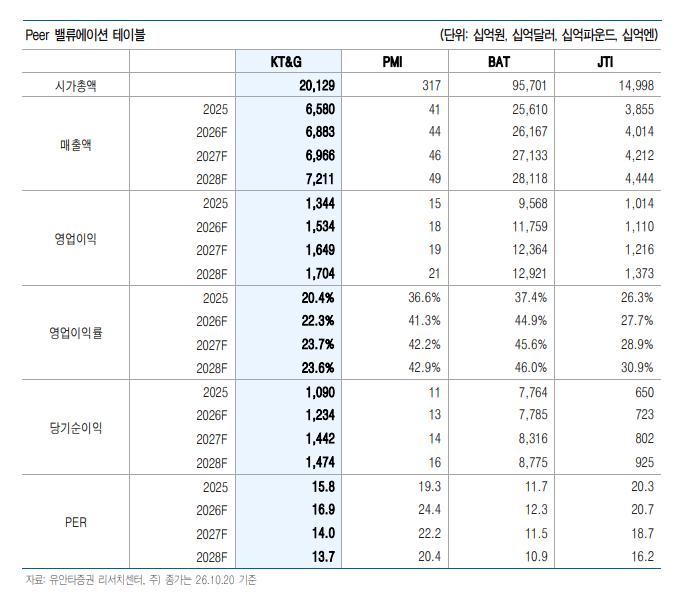 Peer 밸류에이션 테이블 (단위: 십억원, 십억달러, 십억파운드, 십억엔)
KT&G PMI BAT JTI
시가총액 20,129 317 95,701 14,998
2025 6,580 41 25,610 3,855
2026F 6,883 44 26,167 4,014
매출액
2027F 6,966 46 27,133 4,212
2028F 7,211 49 28,118 4,444
2025 1,344 15 9,568 1,014
2026F 1,534 18 11,759 1,110
영업이익
2027F 1,649 19 12,364 1,216
2028F 1,704 21 12,921 1,373
2025 20.4% 36.6% 37.4% 26.3%
2026F 22.3% 41.3% 44.9% 27.7%
영업이익률
2027F 23.7% 42.2% 45.6% 28.9%
2028F 23.6% 42.9% 46.0% 30.9%
2025 1,090 11 7,764 650
2026F 1,234 13 7,785 723
당기순이익
2027F 1,442 14 8,316 802
2028F 1,474 16 8,775 925
2025 15.8 19.3 11.7 20.3
2026F 16.9 24.4 12.3 20.7
PER
2027F 14.0 22.2 11.5 18.7
2028F 13.7 20.4 10.9 16.2
자료: 유안타증권 리서치센터, 주) 종가는 26.10.20 기준